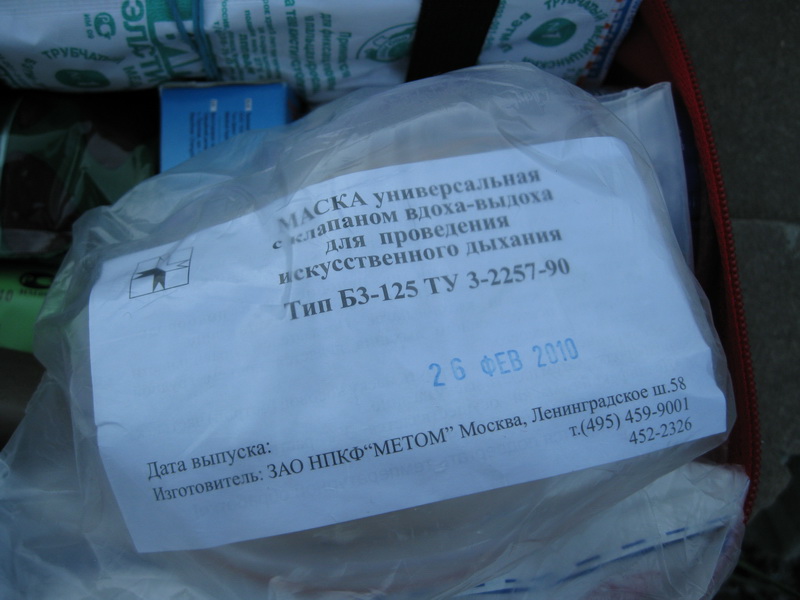 ТРУБЧАТЫЙ
МАСКА универсальная
с клапаном вдоха-выдоха
для проведения
искусственного дыхания
Тип БЗ-125 ТУ 3-2257-90
26 ФЕВ 2010
Дата выпуска:
Изготовитель: ЗАО НПКФ“МЕТОМ” Москва, Ленинградское ш.58
т.(495) 459-9001
452-2326